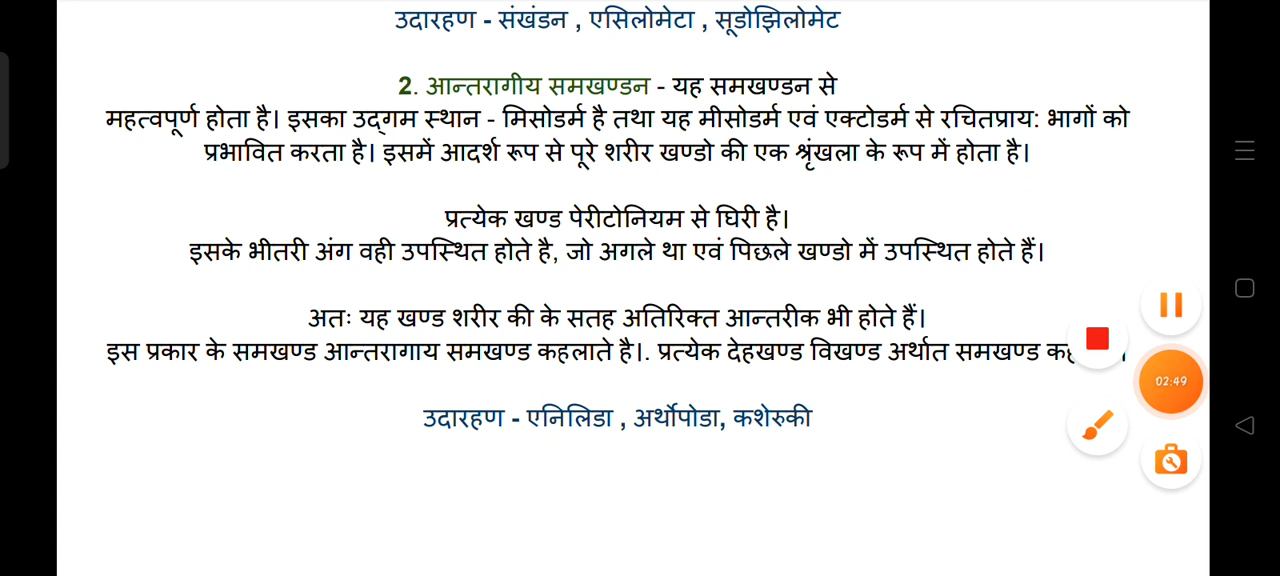 उदारहण - संखंडन , एसिलोमेटा , सूडोझिलोमेट
2. आन्तरागीय समखण्डन - यह समखण्डन से
महत्वपूर्ण होता है। इसका उद्‌गम स्थान - मिसोडर्म है तथा यह मीसोडर्म एवं एक्टोडर्म से रचितप्राय: भागों को
प्रभावित करता है। इसमें आदर्श रूप से पूरे शरीर खण्डो की एक श्रृंखला के रूप में होता है।
प्रत्येक खण्ड पेरीटोनियम से घिरी है।
इसके भीतरी अंग वही उपस्थित होते है, जो अगले था एवं पिछले खण्डो में उपस्थित होते हैं।
अतः यह खण्ड शरीर की के सतह अतिरिक्त आन्तरीक भी होते हैं।
इस प्रकार के समखण्ड आन्तरागाय समखण्ड कहलाते है।. प्रत्येक देहखण्ड विखण्ड अर्थात समखण्ड
उदारहण - एनिलिडा , अर्थोपोडा, कशेरुकी
02:49